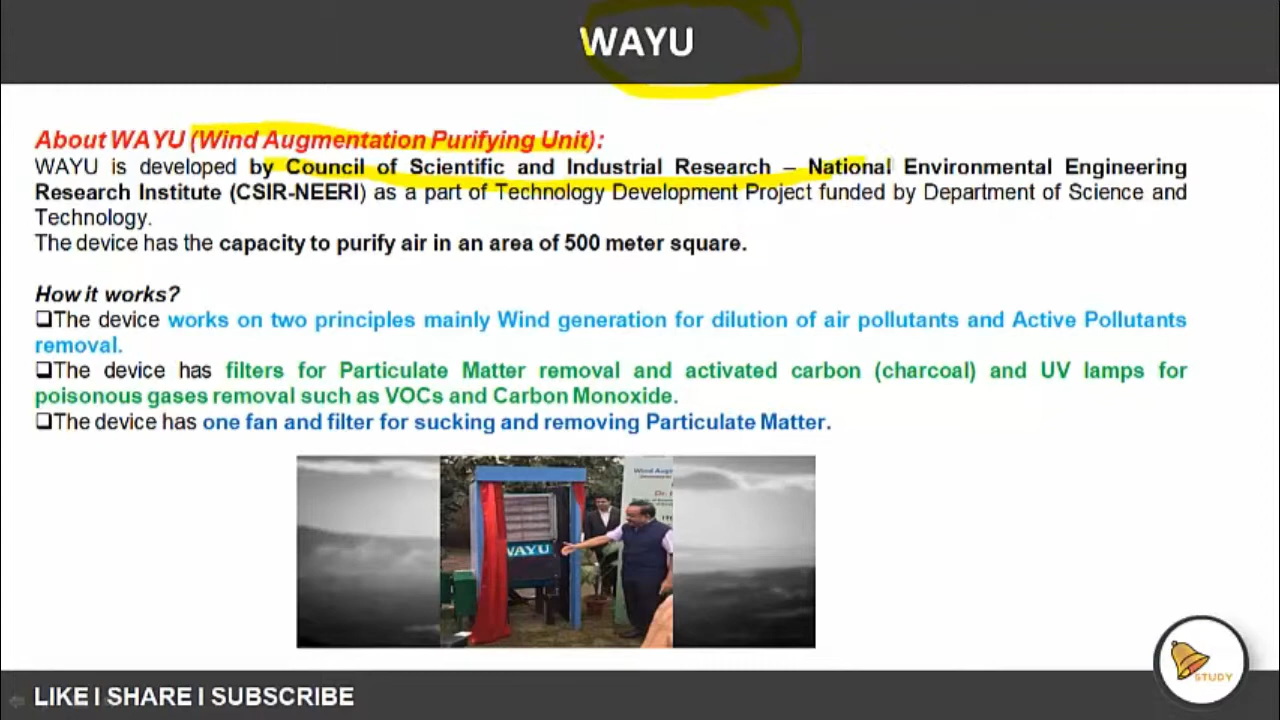 WAYU
About WAYU (Wind Augmentation Purifying Unit):
WAYU is developed by Council of Scientific and Industrial Research – National Environmental Engineering
Research Institute (CSIR-NEERI) as a part of Technology Development Project funded by Department of Science and
Technology.
The device has the capacity to purify air in an area of 500 meter square.
How it works?
❑The device works on two principles mainly Wind generation for dilution of air pollutants and Active Pollutants
removal.
❑The device has filters for Particulate Matter removal and activated carbon (charcoal) and UV lamps for
poisonous gases removal such as VOCs and Carbon Monoxide.
❑The device has one fan and filter for sucking and removing Particulate Matter.
Wind Aug
Dr.
WAYU
STUDY
LIKE I SHARE I SUBSCRIBE